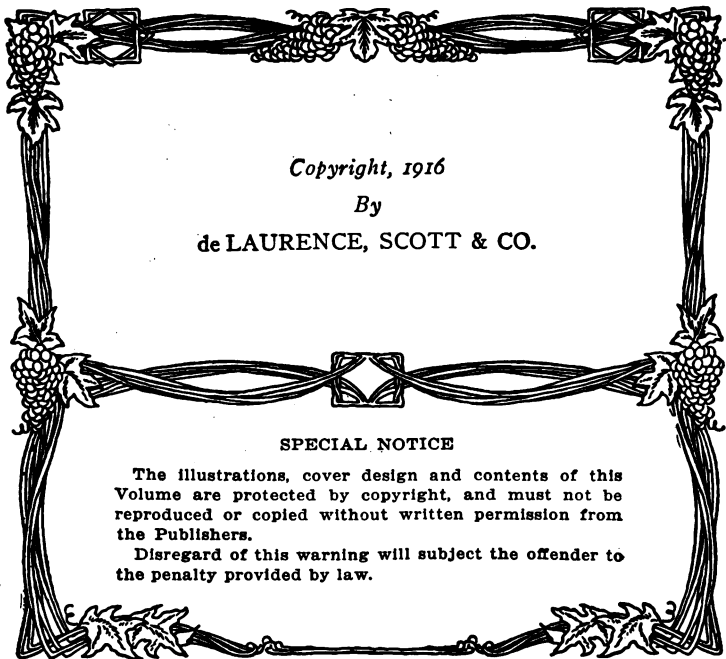 Copyright, 1916
By
de LAURENCE, SCOTT & CO.
SPECIAL NOTICE
The illustrations, cover design and contents of this
Volume are protected by copyright, and must not be
reproduced or copied without written permission from
the Publishers.
Disregard of this warning will subject the offender to
the penalty provided by law.